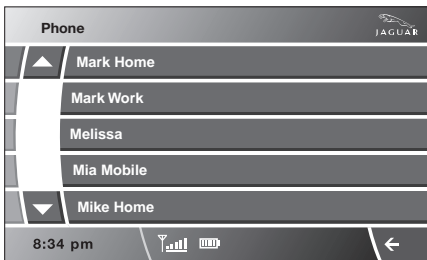 Phone
JAGUAR
Mark Home
Mark Work
Melissa
Mia Mobile
Mike Home
8:34 pm